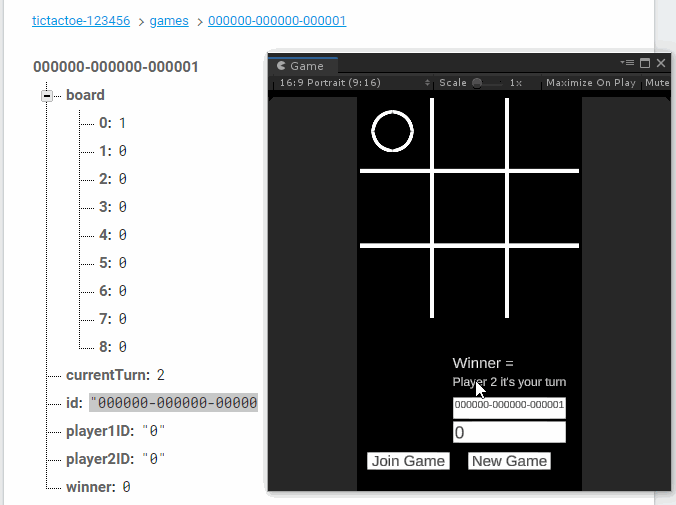 tictactoe-123456 > games > 000000-000000-000001
000000-000000-000001
board
0: 1
1: 0
2: 0
3: 0
4: 0
5: 0
6: 0
7: 0
8: 0
currentTurn: 2
id: "000000-000000-00000
player1ID: "0"
player2ID: "0"
winner: 0
Game
16:9 Portrait (9:16) Scale 1x Maximize On Play Mute
Winner =
Player 2 it's your turn
000000-000000-000001
0
Join Game New Game